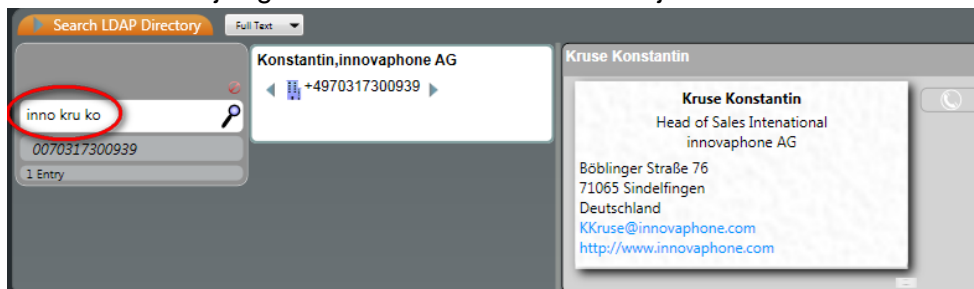 Search LDAP Directory
Full Text
inno kru ko
0070317300939
1 Entry
Konstantin,innovaphone AG
+4970317300939
Kruse Konstantin
Kruse Konstantin
Head of Sales Intenational
innovaphone AG
Böblinger Straße 76
71065 Sindelfingen
Deutschland
KKruse@innovaphone.com
http://www.innovaphone.com